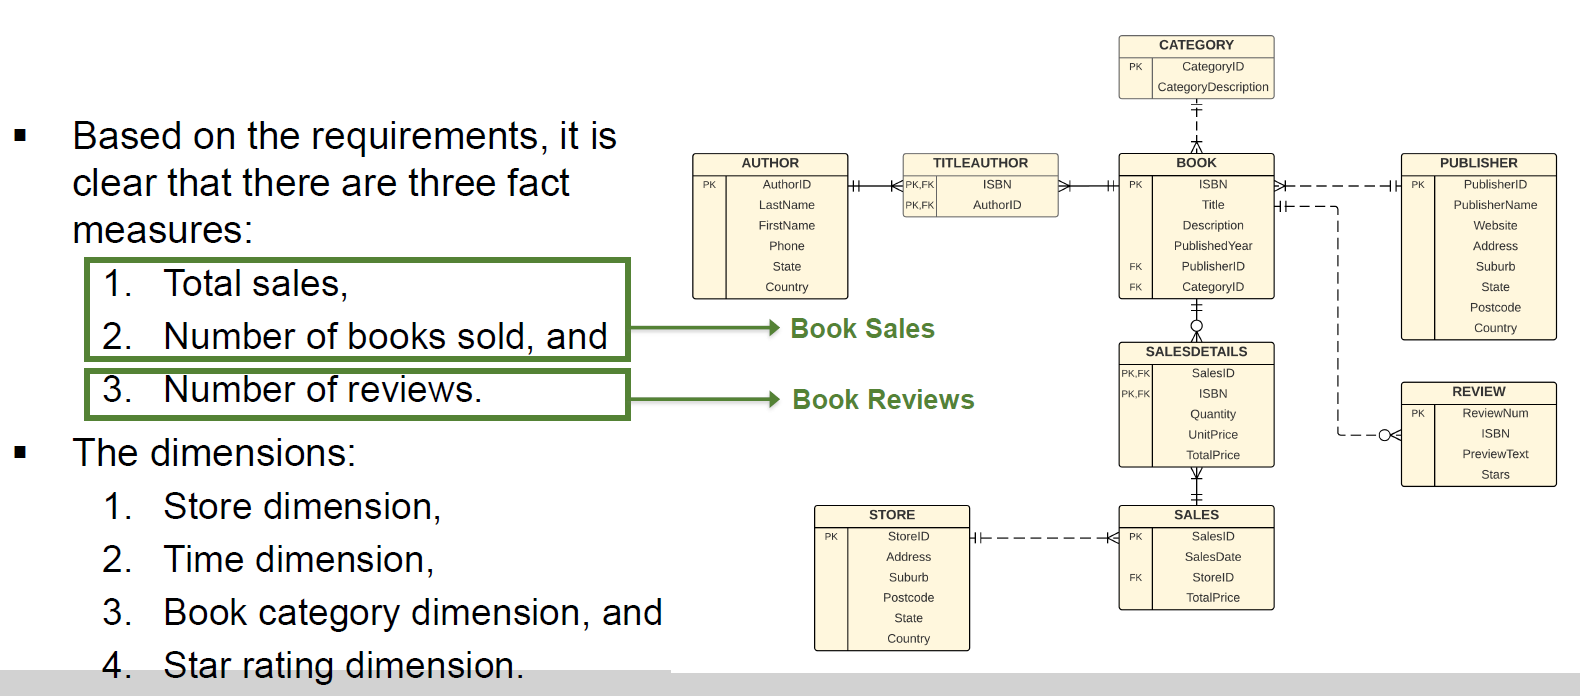 ▪ Based on the requirements, it is
clear that there are three fact
measures:
1. Total sales,
2. Number of books sold, and
3. Number of reviews.
Book Sales
Book Reviews
▪ The dimensions:
1. Store dimension,
2. Time dimension,
3. Book category dimension, and
4. Star rating dimension.
CATEGORY
PK CategoryID
CategoryDescription
AUTHOR
PK AuthorID
LastName
FirstName
Phone
State
Country
TITLEAUTHOR
PK,FK ISBN
PK,FK AuthorID
BOOK
PK ISBN
Title
Description
PublishedYear
FK PublisherID
FK CategoryID
PUBLISHER
PK PublisherID
PublisherName
Website
Address
Suburb
State
Postcode
Country
SALESDETAILS
PK,FK SalesID
PK,FK ISBN
Quantity
UnitPrice
TotalPrice
REVIEW
PK ReviewNum
ISBN
PreviewText
Stars
STORE
PK StoreID
Address
Suburb
Postcode
State
Country
SALES
PK SalesID
SalesDate
FK StoreID
TotalPrice